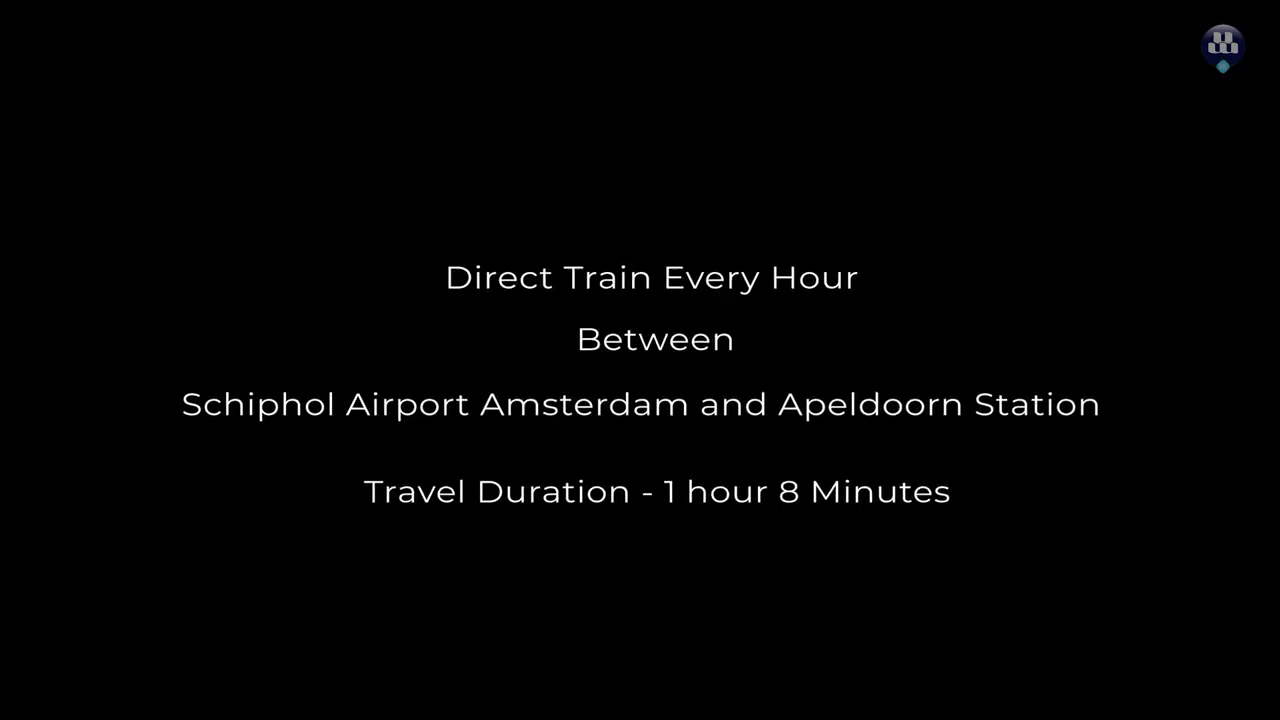 Direct Train Every Hour
Between
Schiphol Airport Amsterdam and Apeldoorn Station
Travel Duration - 1 hour 8 Minutes